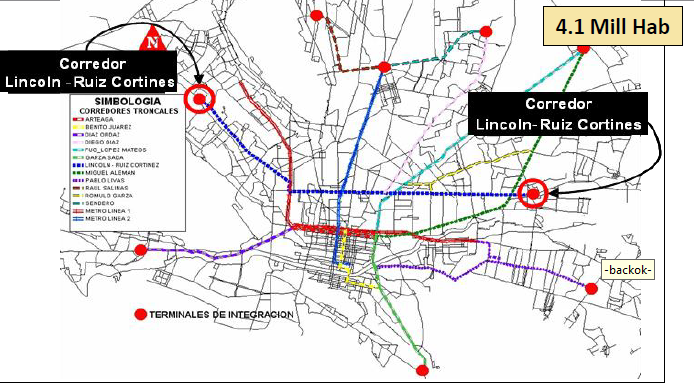 4.1 Mill Hab
N
Corredor
Lincoln - Ruiz Cortines
Corredor
Lincoln- Ruiz Cortines
SIMBOLOGIA
CORREDORES TRONCALES
ARTEAGA
BENITO JUAREZ
DIAZ ORDAZ
DIEGO DIAZ
FUO_LOPEZ MATEOS
GARZA SADA
LINCOLN - RUIZ CORTINEZ
MIGUEL ALEMAN
PABLO LIVAS
RAUL SALINAS
ROMULO GARZA
SENDERO
METRO LINEA 1
METRO LINEA 2
-backok-
TERMINALES DE INTEGRACION